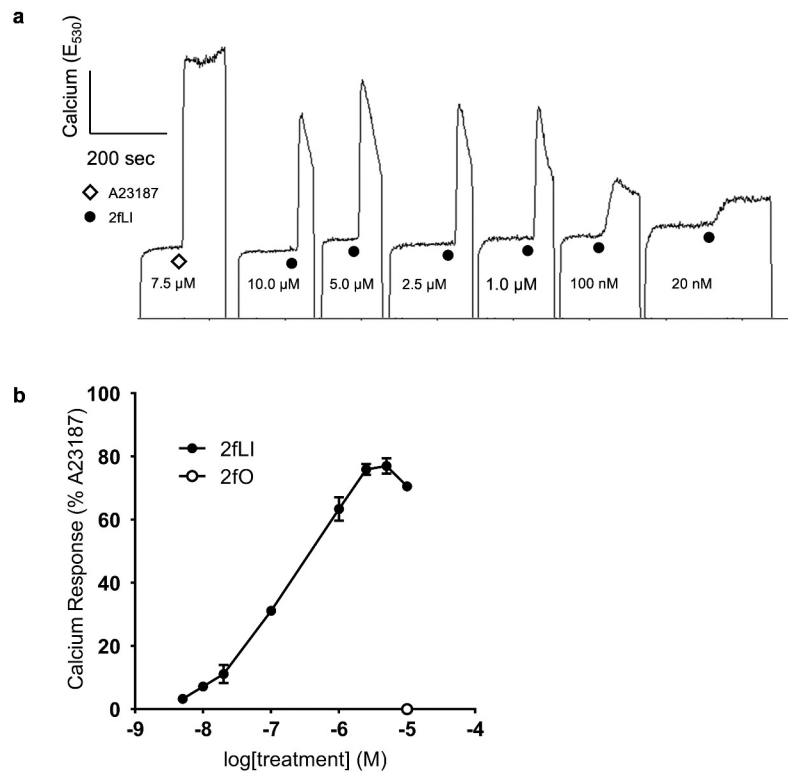 a
Calcium (E530)
200 sec
A23187
2fLI
7.5 µM
10.0 µM
5.0 µM
2.5 µM
1.0 µM
100 nM
20 nM
b
Calcium Response (% A23187)
100
80
60
40
20
0
2fLI
2fO
-9
-8
-7
-6
-5
-4
log[treatment] (M)